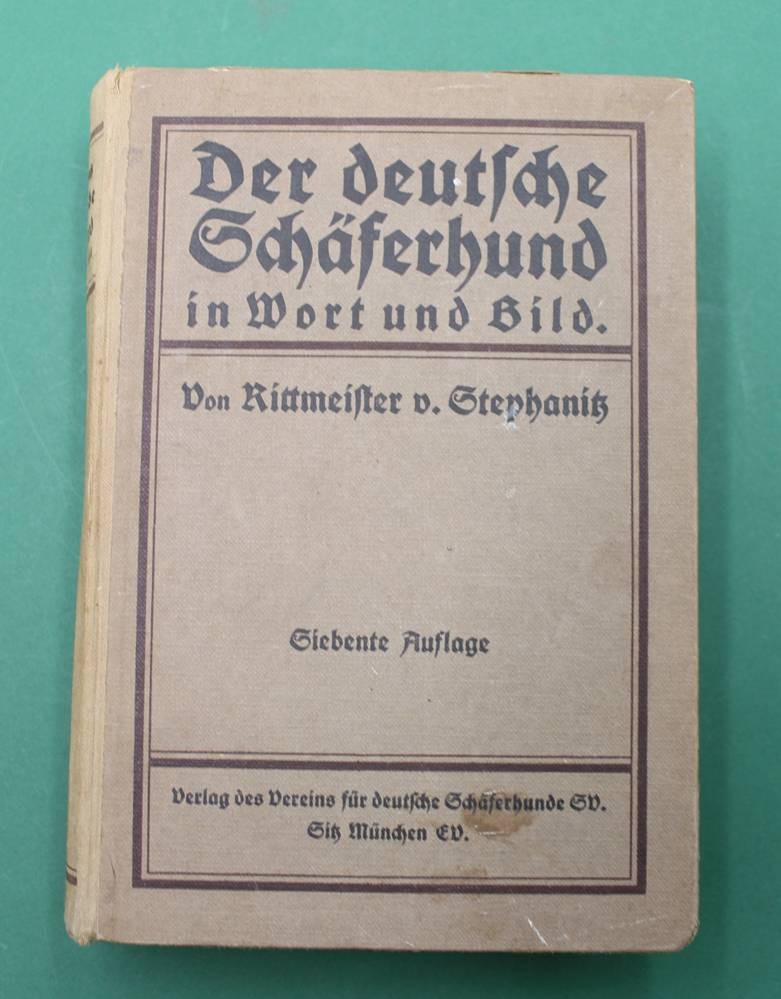 Der deutſche
Schäferhund
in Wort und Bild.
Von Rittmeiſter v. Stephanitz
Siebente Auflage
Verlag des Vereins für deutſche Schäferhunde SV.
Sitz München EV.